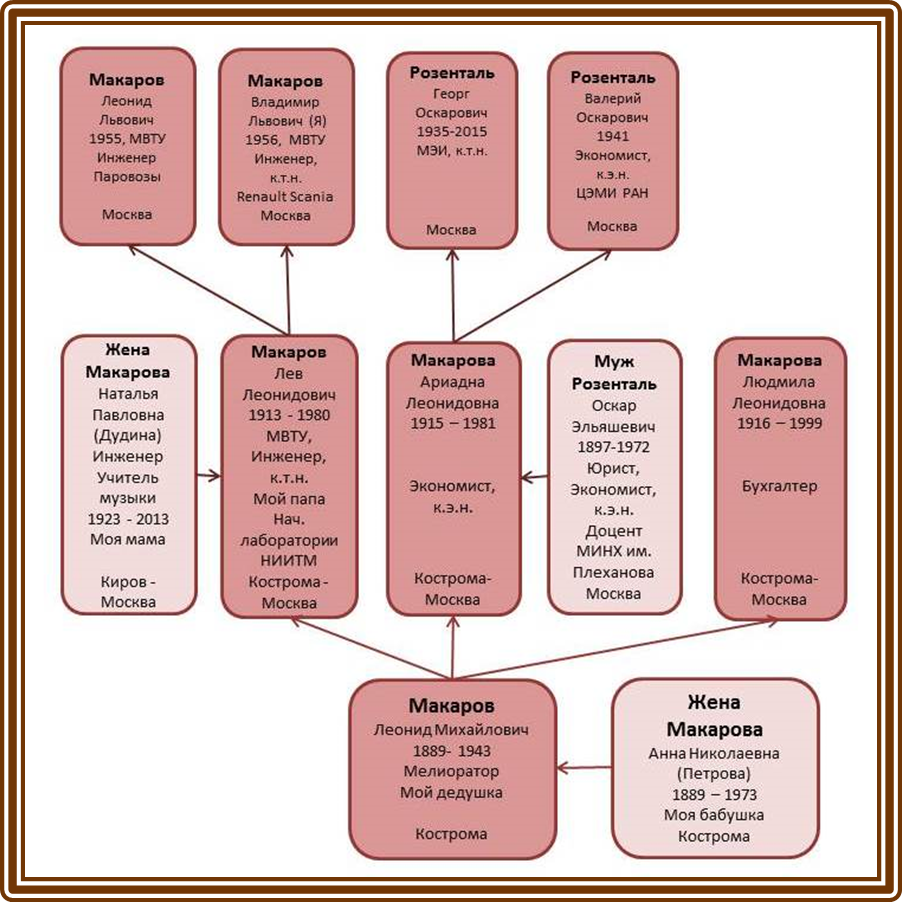 Макаров
Леонид
Львович
1955, МВТУ
Инженер
Паровозы
Москва
Макаров
Владимир
Львович (Я)
1956, МВТУ
Инженер,
к.т.н.
Renault Scania
Москва
Розенталь
Георг
Оскарович
1935-2015
МЭИ, к.т.н.
Москва
Розенталь
Валерий
Оскарович
1941
Экономист,
к.э.н.
ЦЭМИ РАН
Москва
Жена
Макарова
Наталья
Павловна
(Дудина)
Инженер
Учитель
музыки
1923 - 2013
Моя мама
Киров -
Москва
Макаров
Лев
Леонидович
1913 - 1980
МВТУ,
Инженер,
к.т.н.
Мой папа
Нач.
лаборатории
НИИТМ
Кострома -
Москва
Макарова
Ариадна
Леонидовна
1915 – 1981
Экономист,
к.э.н.
Кострома-
Москва
Муж
Розенталь
Оскар
Эльяшевич
1897-1972
Юрист,
Экономист,
к.э.н.
Доцент
МИНХ им.
Плеханова
Москва
Макарова
Людмила
Леонидовна
1916 – 1999
Бухгалтер
Кострома-
Москва
Макаров
Леонид Михайлович
1889- 1943
Мелиоратор
Мой дедушка
Кострома
Жена
Макарова
Анна Николаевна
(Петрова)
1889 – 1973
Моя бабушка
Кострома